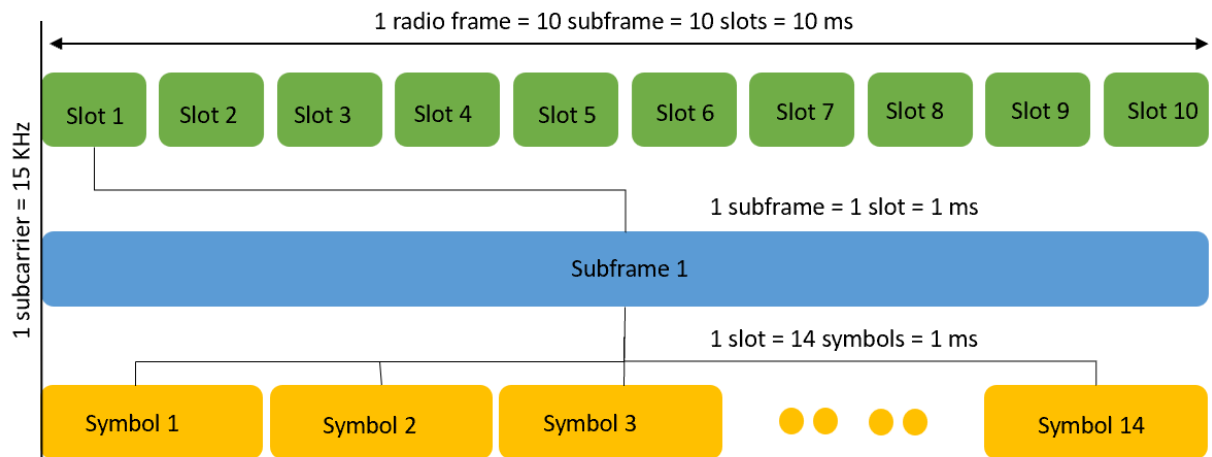 1 radio frame = 10 subframe = 10 slots = 10 ms
Slot 1 Slot 2 Slot 3 Slot 4 Slot 5 Slot 6 Slot 7 Slot 8 Slot 9 Slot 10
1 subcarrier = 15 KHz
1 subframe = 1 slot = 1 ms
Subframe 1
1 slot = 14 symbols = 1 ms
Symbol 1 Symbol 2 Symbol 3 Symbol 14